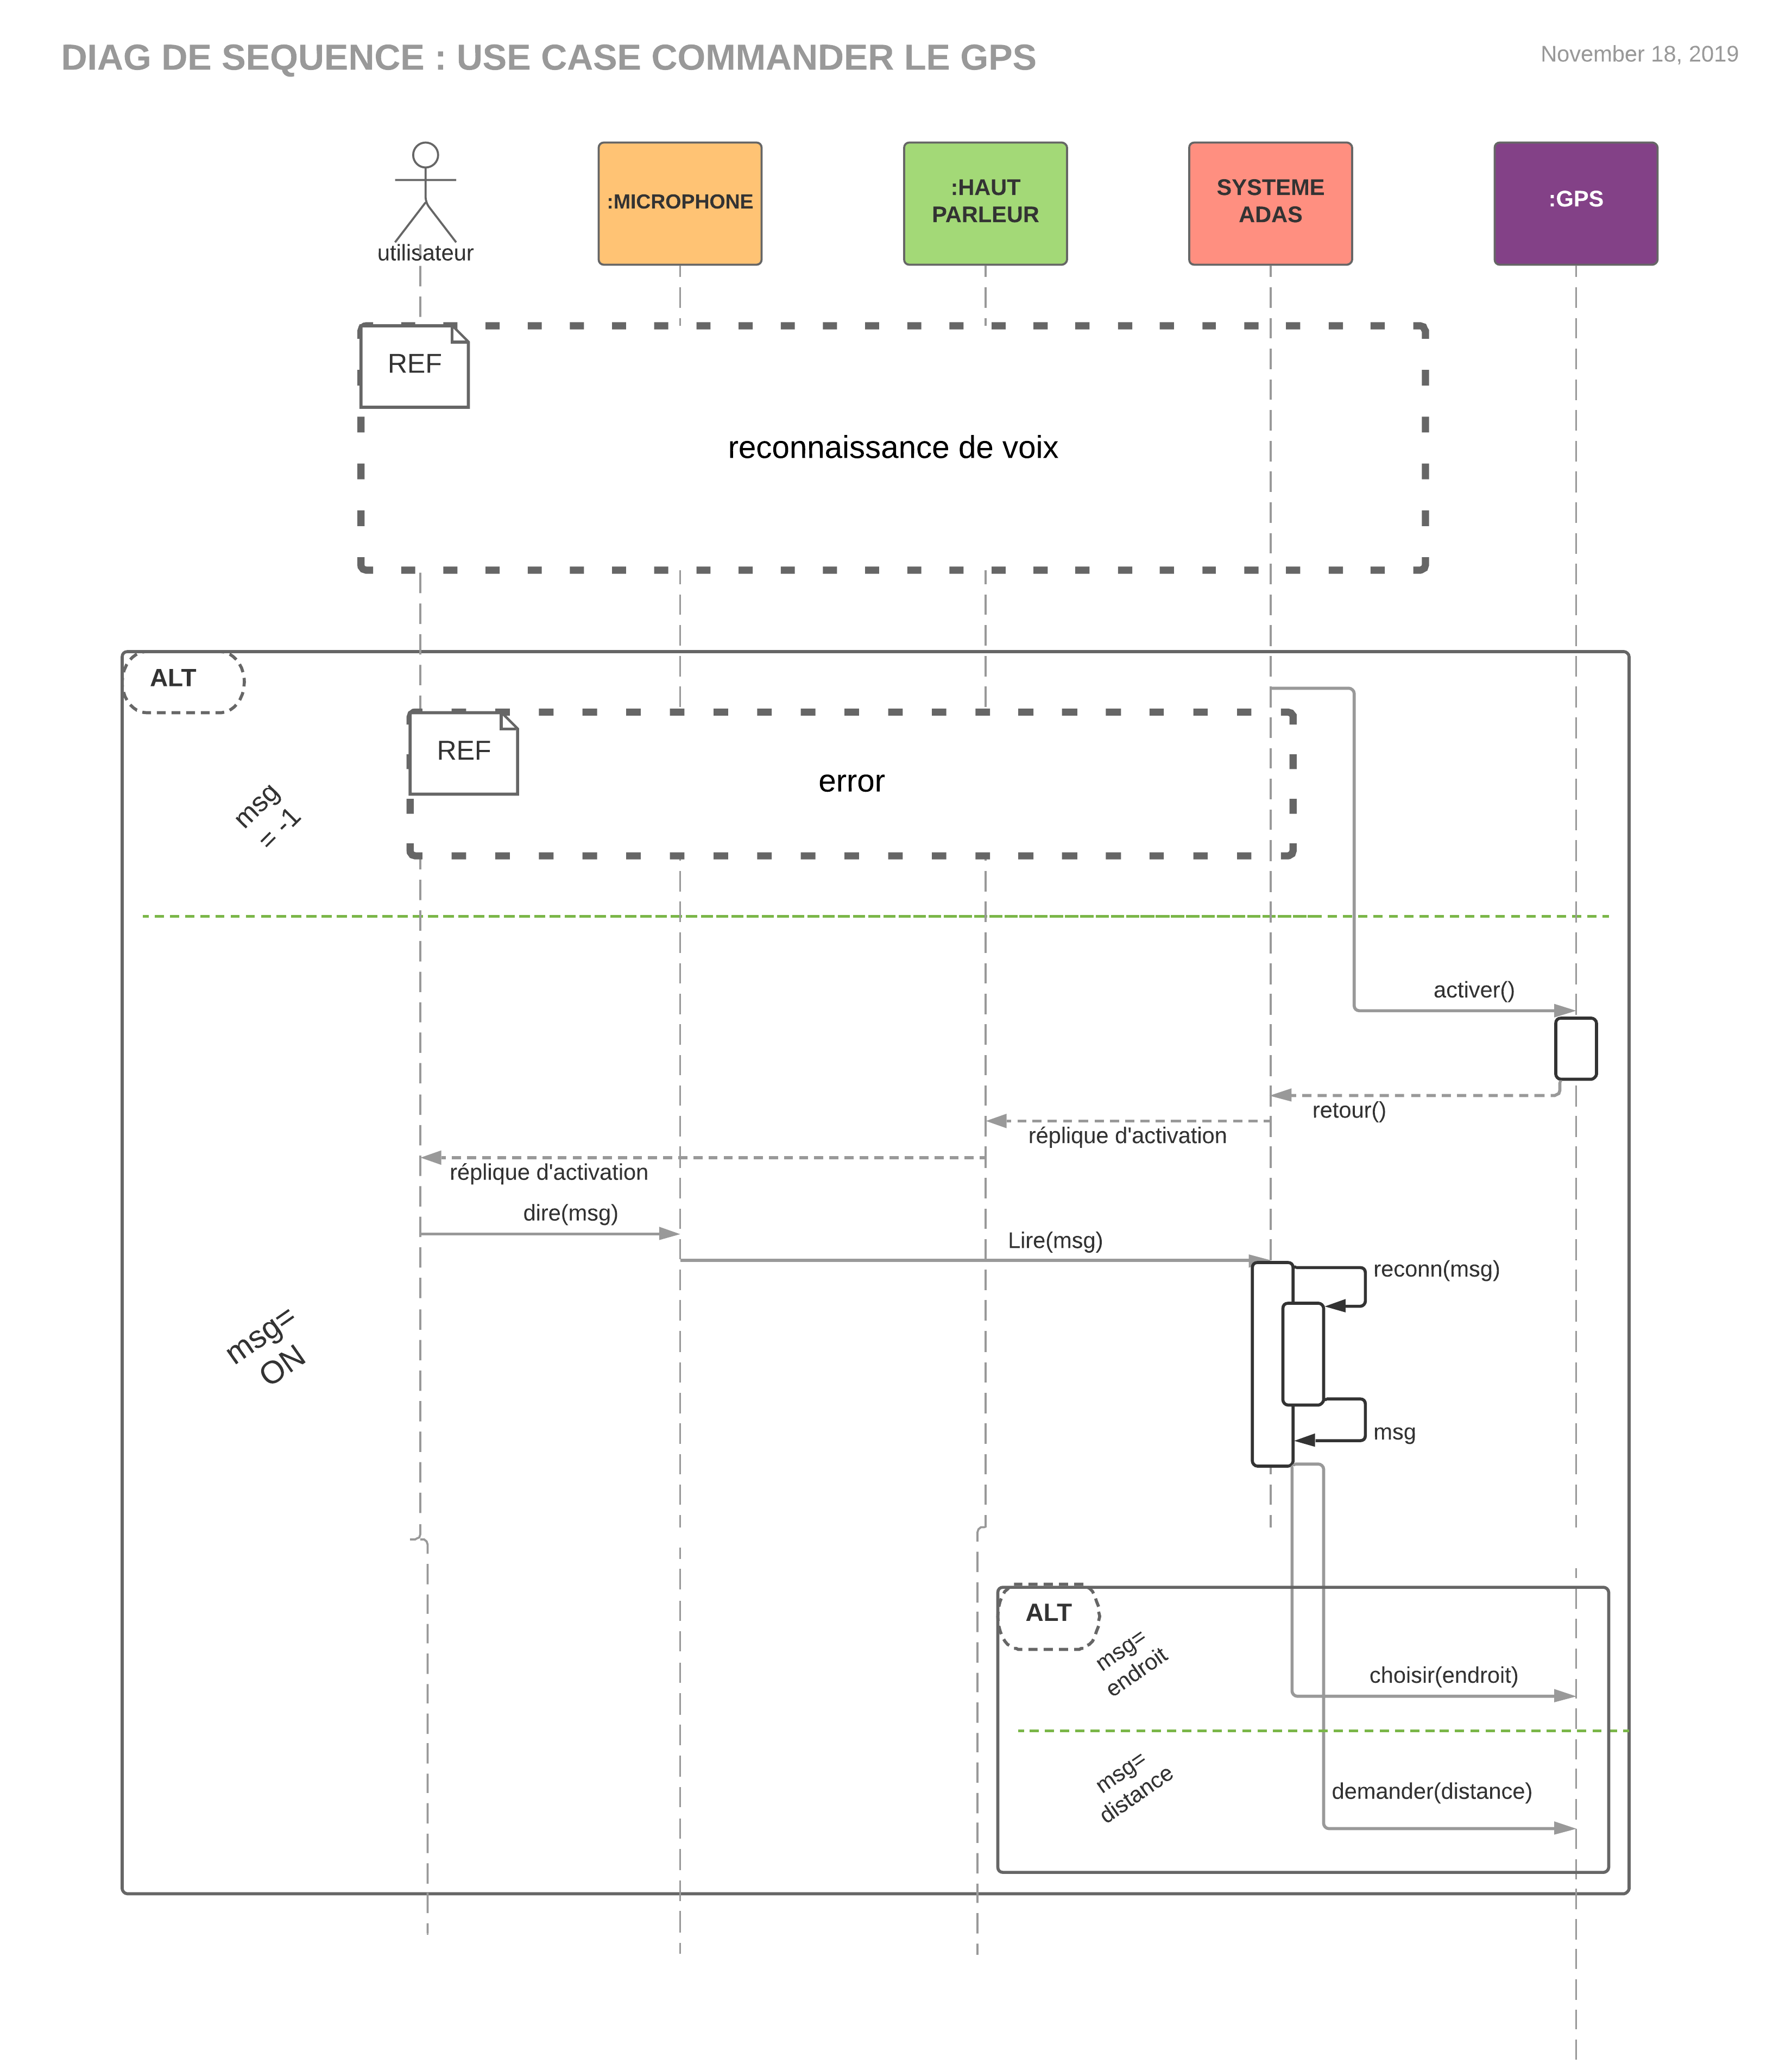 DIAG DE SEQUENCE : USE CASE COMMANDER LE GPS
November 18, 2019
utilisateur
:MICROPHONE
:HAUT
PARLEUR
SYSTEME
ADAS
:GPS
REF
reconnaissance de voix
ALT
REF
error
msg
= -1
activer()
retour()
réplique d'activation
réplique d'activation
dire(msg)
Lire(msg)
reconn(msg)
msg=
ON
msg
ALT
msg=
endroit
choisir(endroit)
msg=
distance
demander(distance)